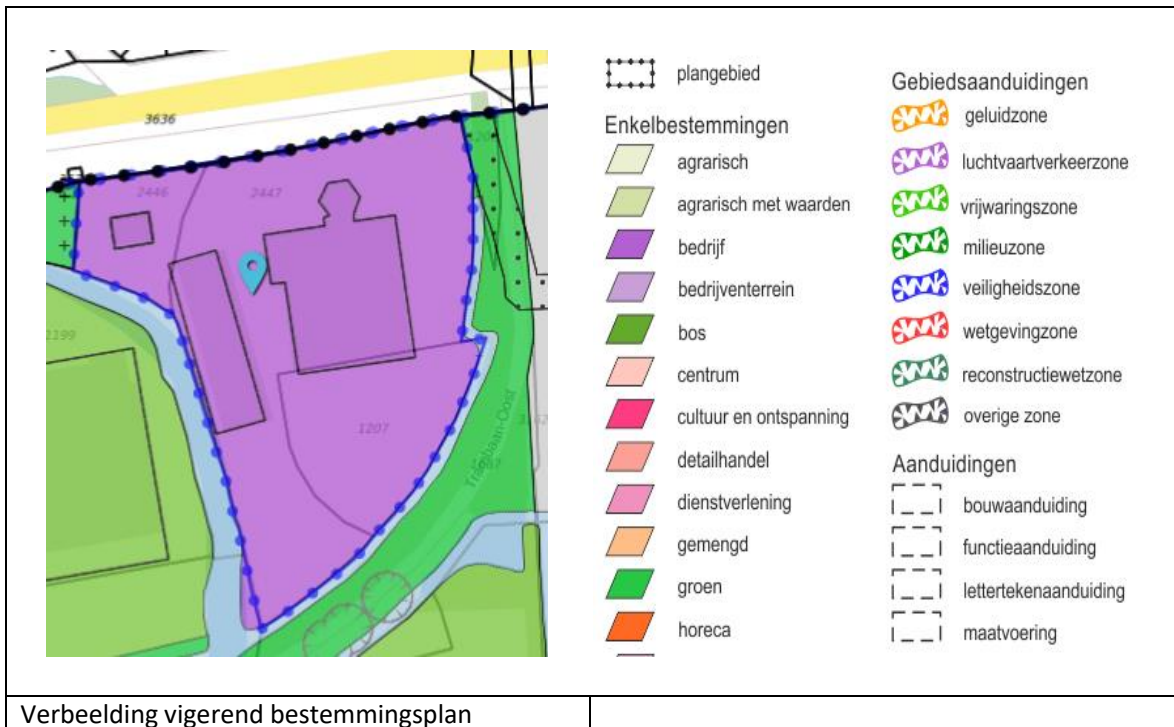 3636
2446
2447
1199
1207
Trambaan-Oost
plangebied
Enkelbestemmingen
agrarisch
agrarisch met waarden
bedrijf
bedrijventerrein
bos
centrum
cultuur en ontspanning
detailhandel
dienstverlening
gemengd
groen
horeca
Gebiedsaanduidingen
geluidzone
luchtvaartverkeerzone
vrijwaringszone
milieuzone
veiligheidszone
wetgevingzone
reconstructiewetzone
overige zone
Aanduidingen
bouwaanduiding
functieaanduiding
lettertekenaanduiding
maatvoering
Verbeelding vigerend bestemmingsplan